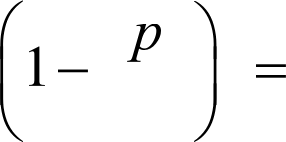 (1 − p) =